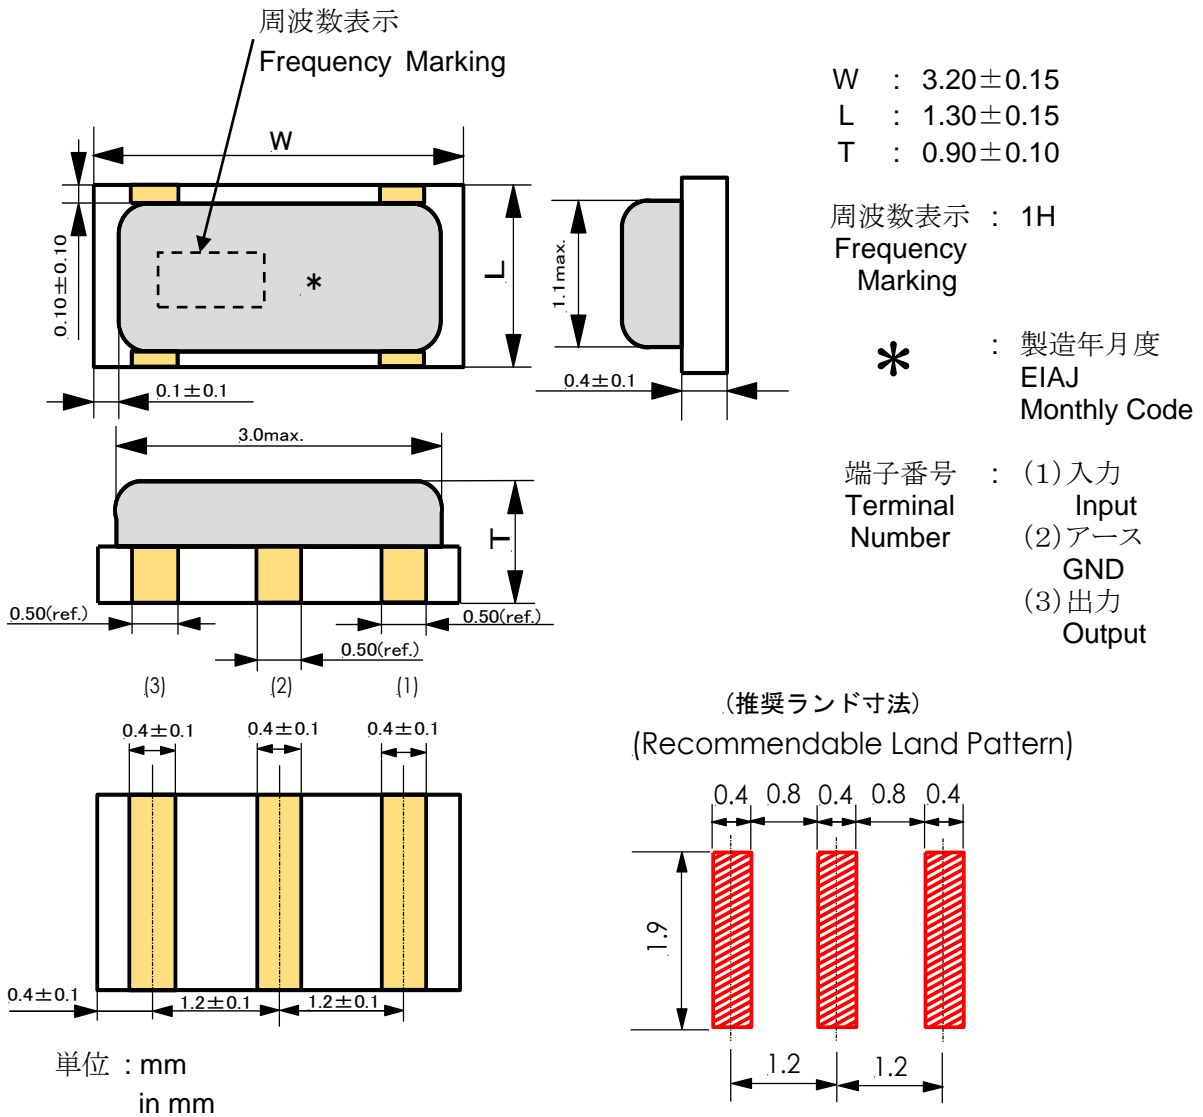 周波数表示
Frequency Marking
W : 3.20±0.15
L : 1.30±0.15
T : 0.90±0.10
周波数表示 : 1H
Frequency
Marking
* : 製造年月度
EIAJ
Monthly Code
端子番号 : (1)入力
Terminal Input
Number (2)アース
GND
(3)出力
Output
W
0.10±0.10
*
L
0.1±0.1
1.1max.
0.4±0.1
3.0max.
T
0.50(ref.)
0.50(ref.)
0.50(ref.)
(3) (2) (1)
0.4±0.1 0.4±0.1 0.4±0.1
0.4±0.1 1.2±0.1 1.2±0.1
単位 : mm
in mm
(推奨ランド寸法)
(Recommendable Land Pattern)
0.4 0.8 0.4 0.8 0.4
1.9
1.2 1.2